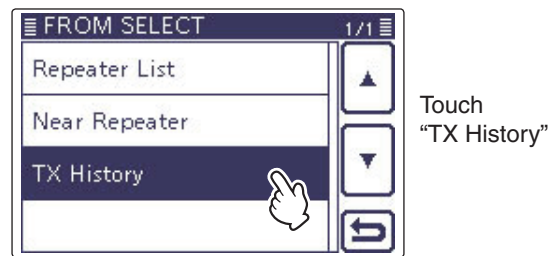 FROM SELECT 1/1
Repeater List
Near Repeater
TX History
Touch
“TX History”